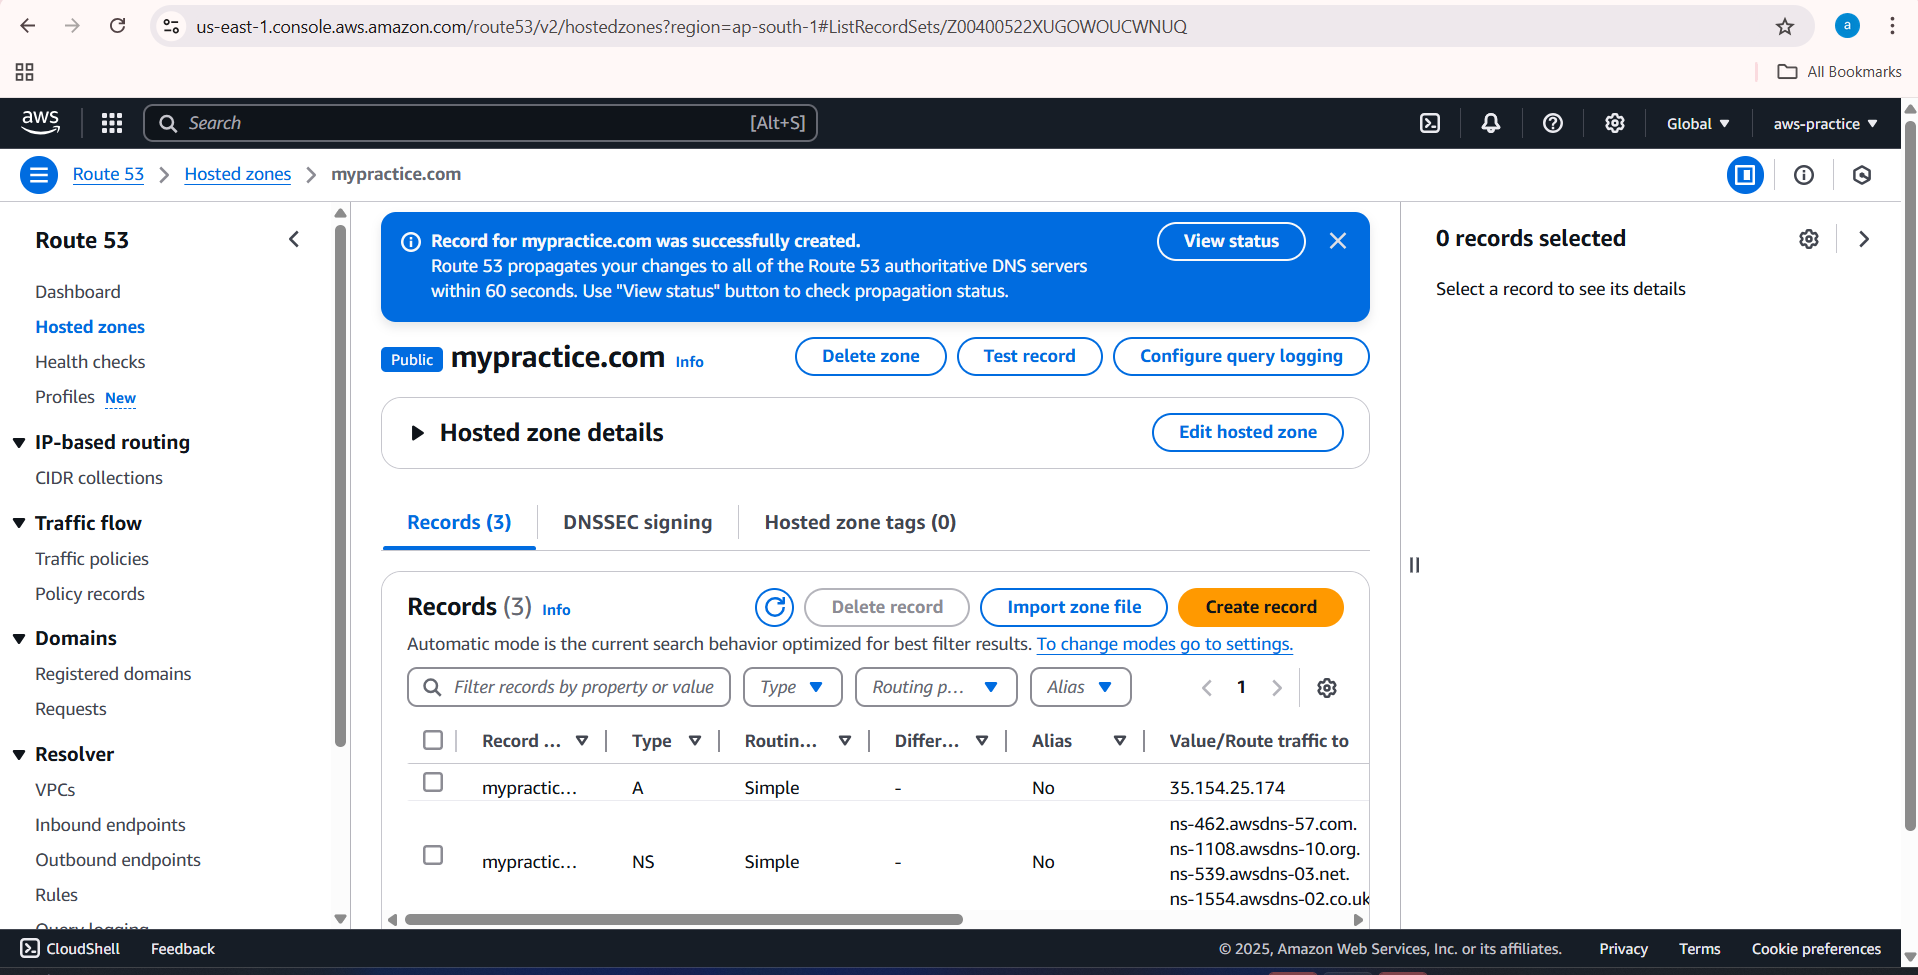 us-east-1.console.aws.amazon.com/route53/v2/hostedzones?region=ap-south-1#ListRecordSets/Z00400522XUGOWOUCWNUQ
a
All Bookmarks
aws
Search
[Alt+S]
Global
aws-practice
Route 53
Hosted zones
mypractice.com
Route 53
Dashboard
Hosted zones
Health checks
Profiles New
IP-based routing
CIDR collections
Traffic flow
Traffic policies
Policy records
Domains
Registered domains
Requests
Resolver
VPCs
Inbound endpoints
Outbound endpoints
Rules
Query logging
Record for mypractice.com was successfully created.
Route 53 propagates your changes to all of the Route 53 authoritative DNS servers
within 60 seconds. Use "View status" button to check propagation status.
View status
Public mypractice.com Info
Delete zone
Test record
Configure query logging
Hosted zone details
Edit hosted zone
Records (3)
DNSSEC signing
Hosted zone tags (0)
Records (3) Info
Delete record
Import zone file
Create record
Automatic mode is the current search behavior optimized for best filter results. To change modes go to settings.
Filter records by property or value
Type
Routing p...
Alias
1
Record ... Type Routin... Differ... Alias Value/Route traffic to
mypractic... A Simple - No 35.154.25.174
mypractic... NS Simple - No
ns-462.awsdns-57.com.
ns-1108.awsdns-10.org.
ns-539.awsdns-03.net.
ns-1554.awsdns-02.co.uk
0 records selected
Select a record to see its details
CloudShell
Feedback
© 2025, Amazon Web Services, Inc. or its affiliates.
Privacy
Terms
Cookie preferences